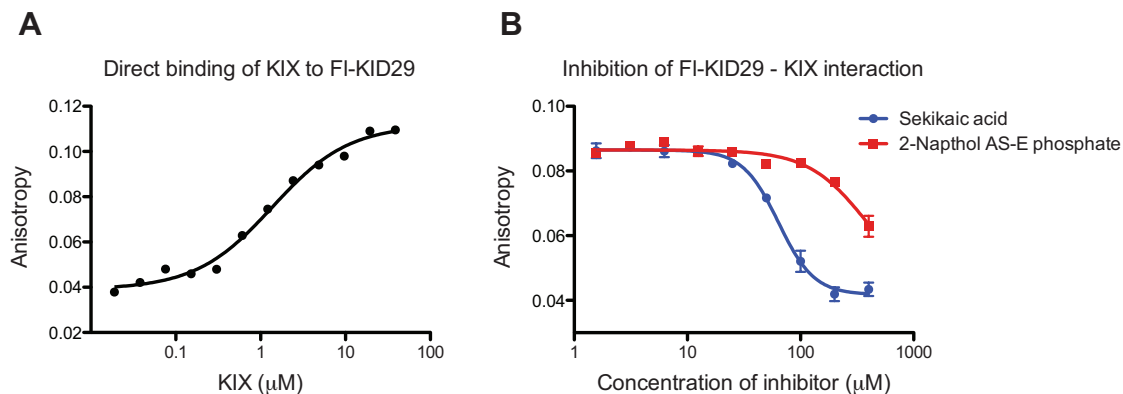 A
Direct binding of KIX to Fl-KID29
Anisotropy
0.12
0.10
0.08
0.06
0.04
0.02
0.1
1
10
100
KIX (μM)
B
Inhibition of Fl-KID29 - KIX interaction
Anisotropy
0.10
0.08
0.06
0.04
1
10
100
1000
Concentration of inhibitor (μM)
Sekikaic acid
2-Napthol AS-E phosphate